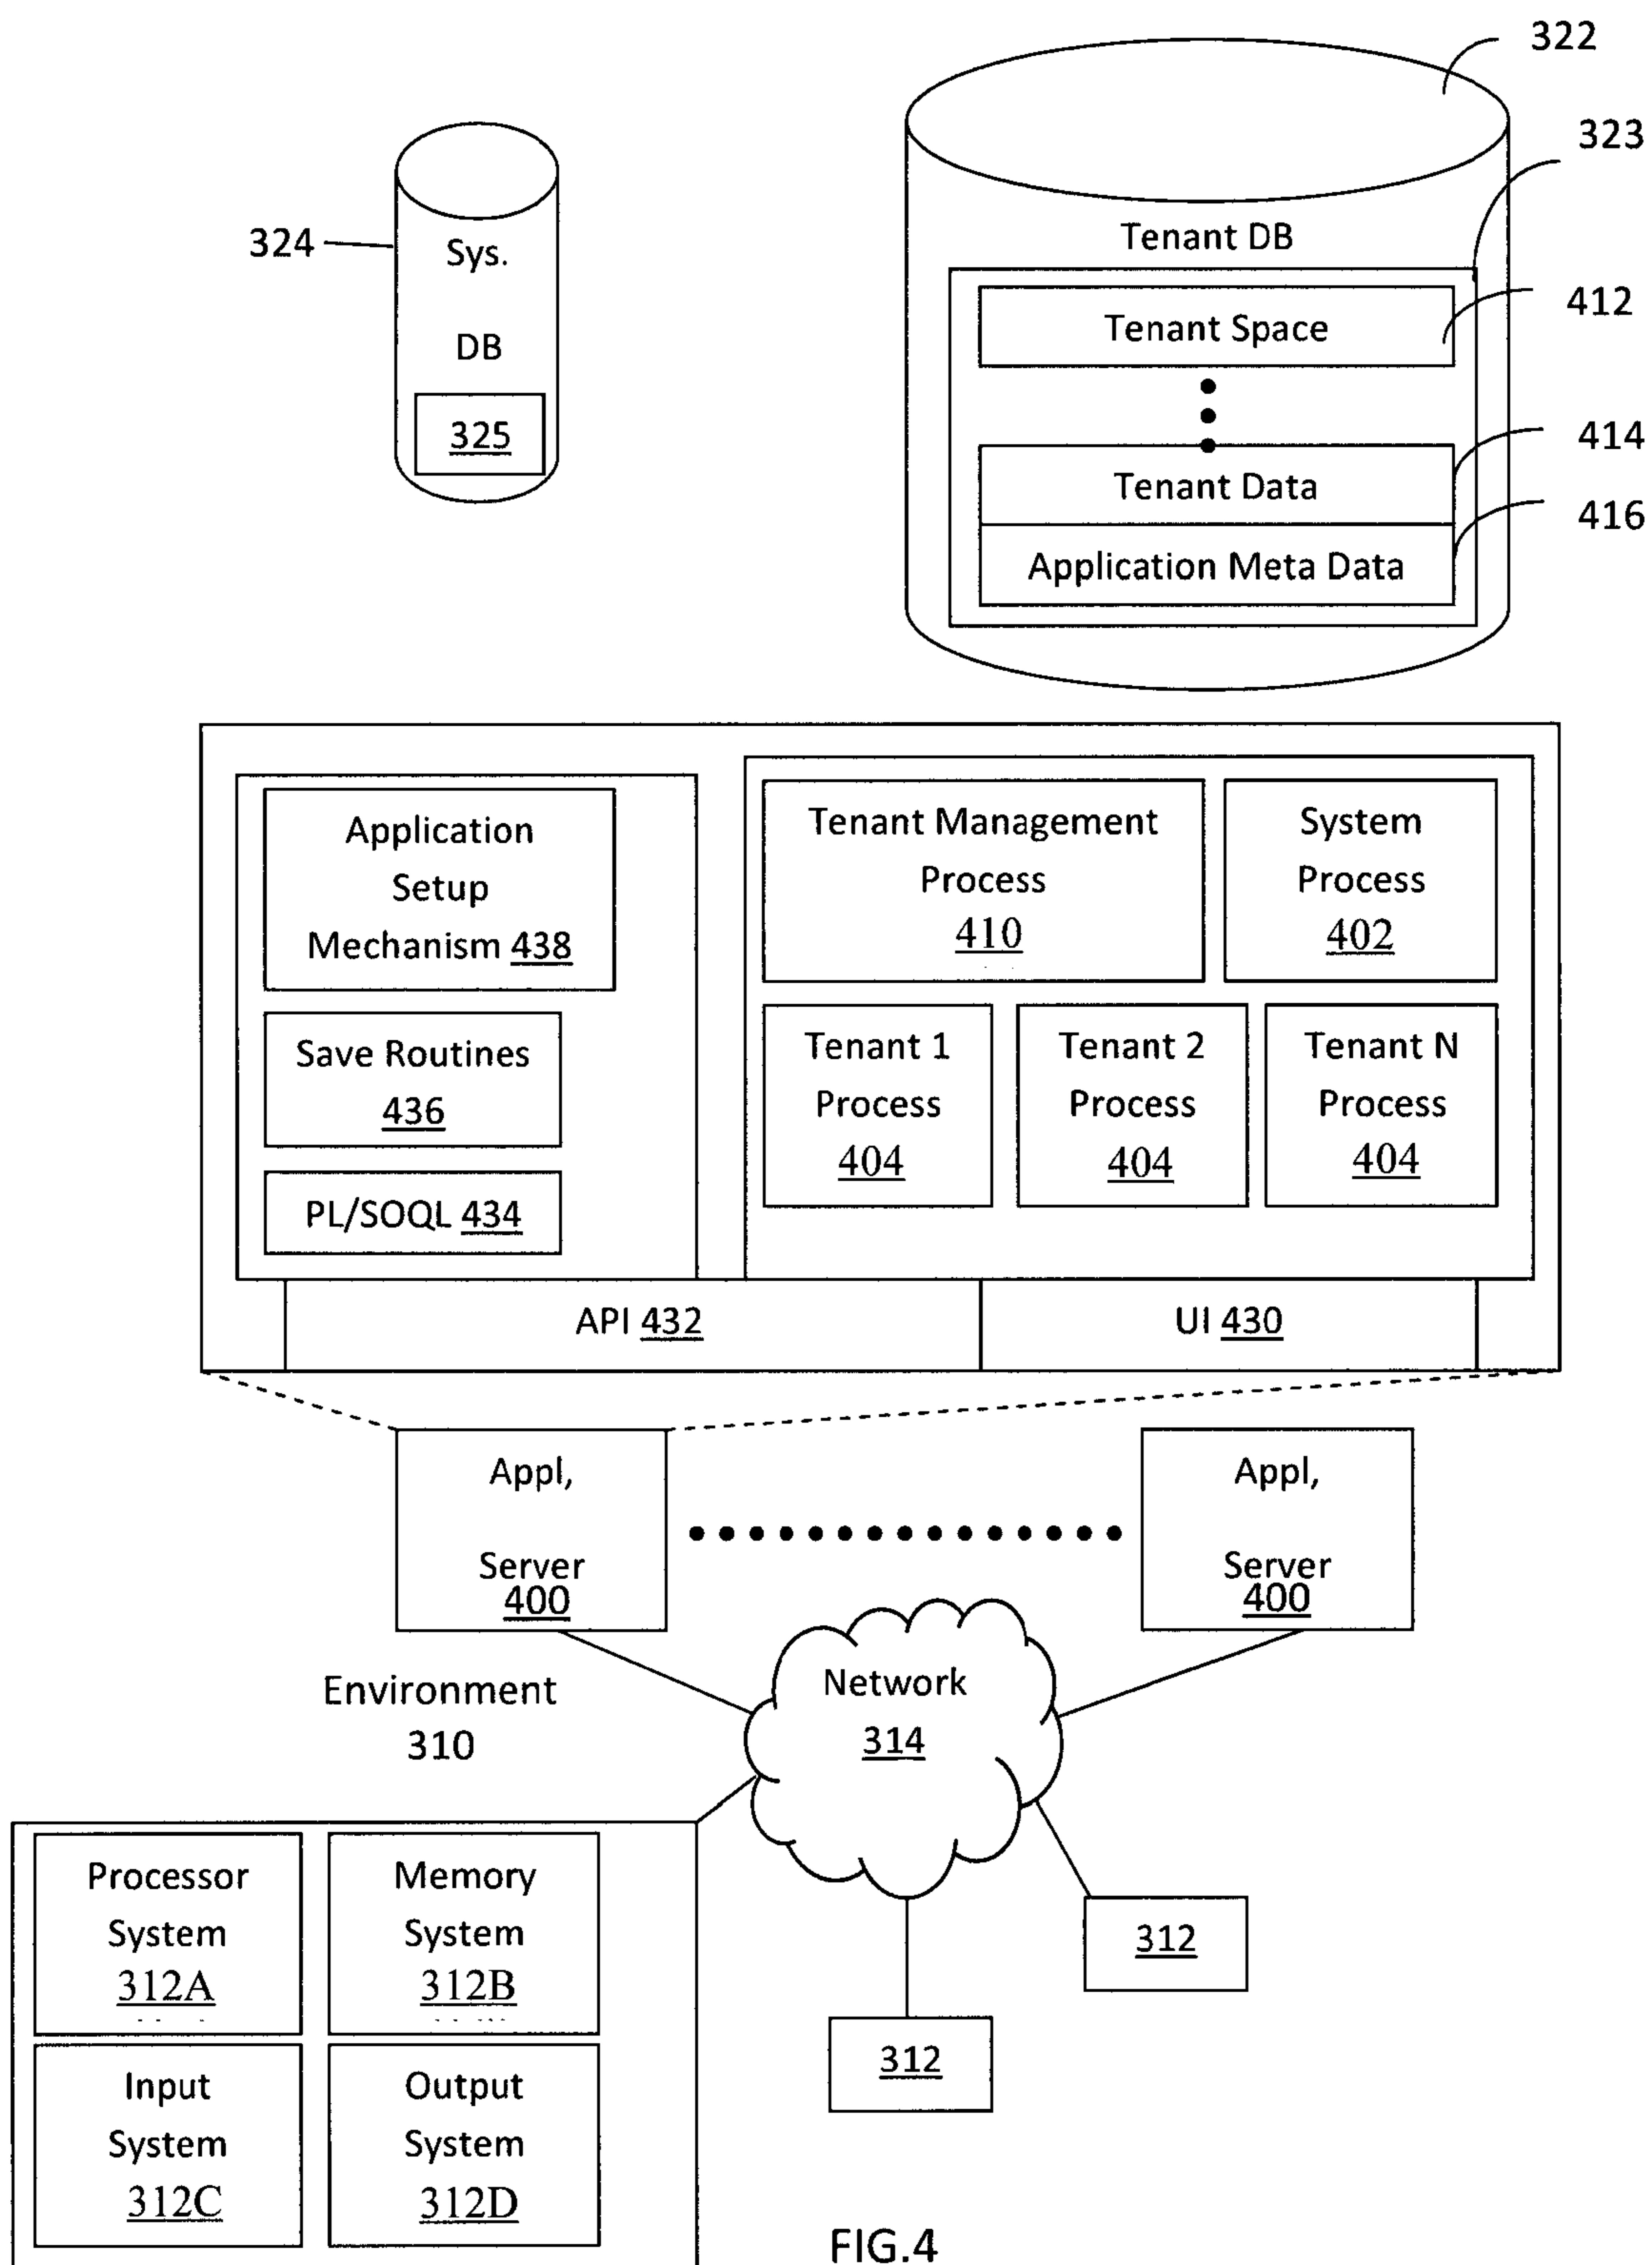 322
323
Tenant DB
324
Sys.
DB
325
412
Tenant Space
414
Tenant Data
416
Application Meta Data
Application
Setup
Mechanism 438
Save Routines
436
PL/SOQL 434
Tenant Management
Process
410
System
Process
402
Tenant 1
Process
404
Tenant 2
Process
404
Tenant N
Process
404
API 432
UI 430
Appl,
Server
400
Appl,
Server
400
Environment
310
Network
314
Processor
System
312A
Memory
System
312B
Input
System
312C
Output
System
312D
312
312
FIG.4